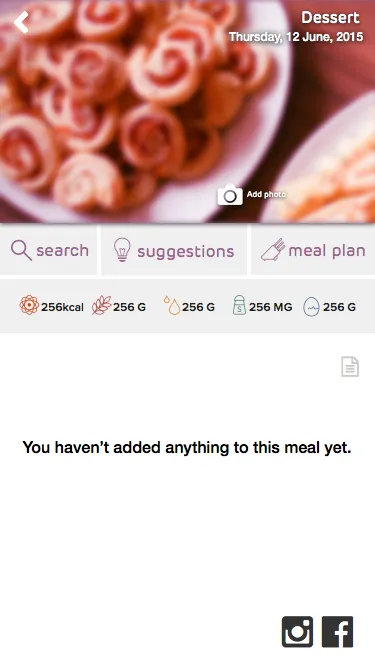 Dessert
Thursday, 12 June, 2015
Add photo
search
suggestions
meal plan
256kcal
256 G
256 G
S
256 MG
256 G
You haven’t added anything to this meal yet.